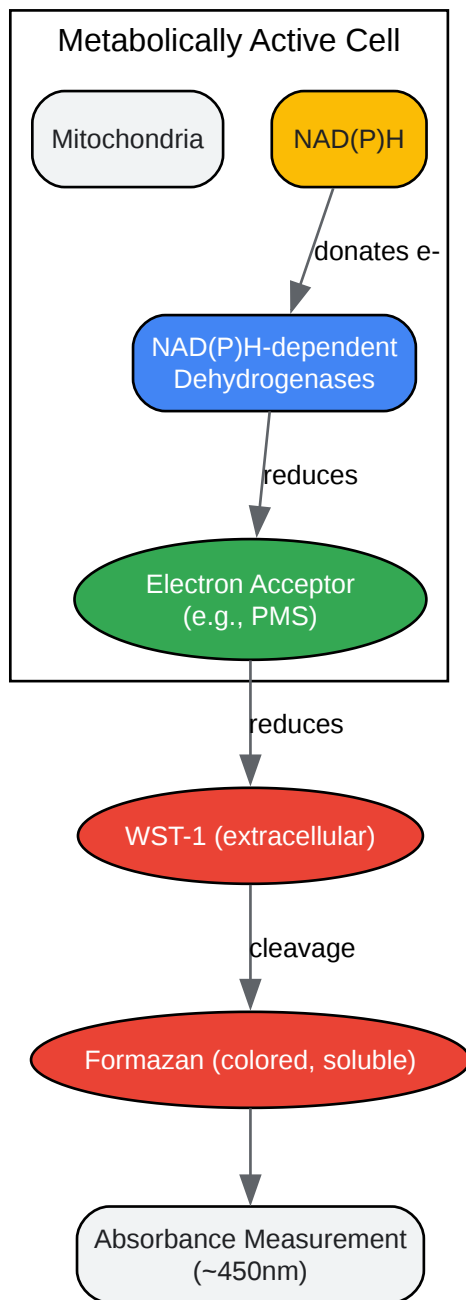 Metabolically Active Cell
Mitochondria
NAD(P)H
donates e-
NAD(P)H-dependent
Dehydrogenases
reduces
Electron Acceptor
(e.g., PMS)
reduces
WST-1 (extracellular)
cleavage
Formazan (colored, soluble)
Absorbance Measurement
(~450nm)